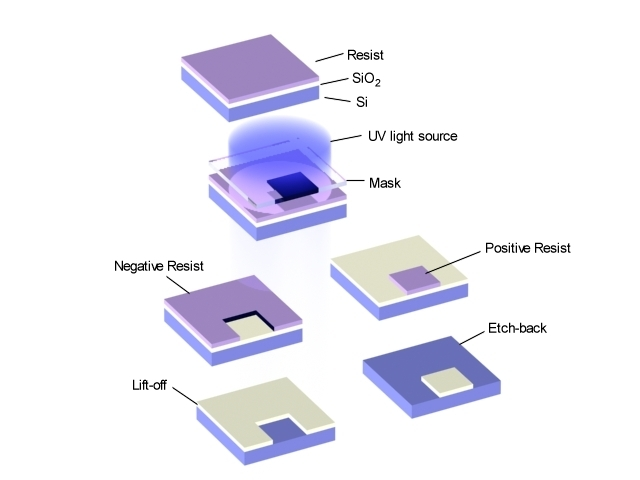 Resist
SiO₂
Si
UV light source
Mask
Positive Resist
Negative Resist
Etch-back
Lift-off